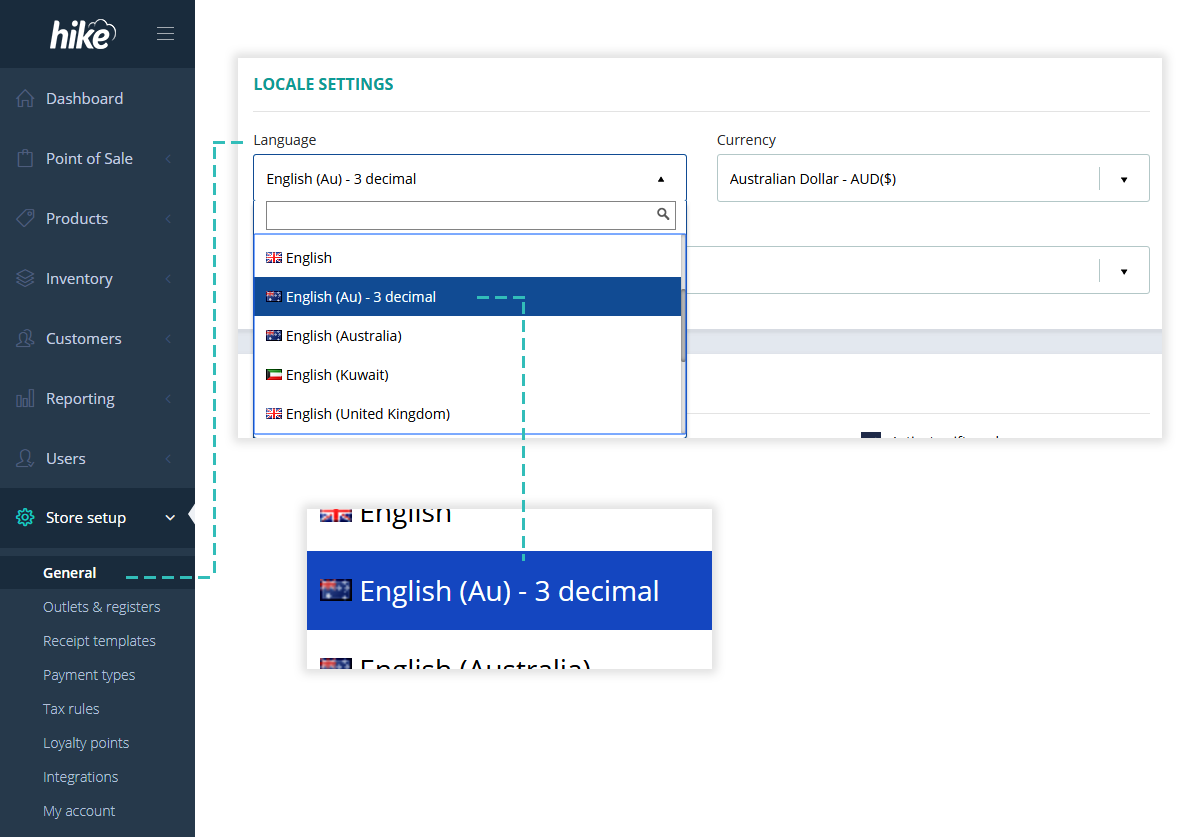 hike
Dashboard
Point of Sale
Products
Inventory
Customers
Reporting
Users
Store setup
General
Outlets & registers
Receipt templates
Payment types
Tax rules
Loyalty points
Integrations
My account
LOCALE SETTINGS
Language
Currency
English (Au) - 3 decimal
Australian Dollar - AUD($)
English
English (Au) - 3 decimal
English (Australia)
English (Kuwait)
English (United Kingdom)
English
English (Au) - 3 decimal
English (Australia)